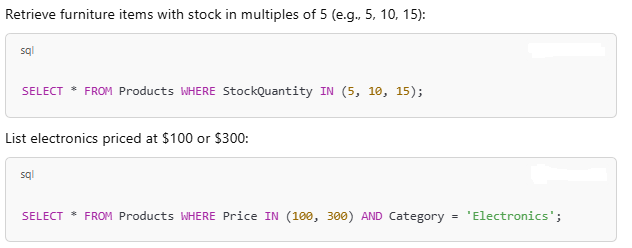 Retrieve furniture items with stock in multiples of 5 (e.g., 5, 10, 15):
sql
SELECT * FROM Products WHERE StockQuantity IN (5, 10, 15);
List electronics priced at $100 or $300:
sql
SELECT * FROM Products WHERE Price IN (100, 300) AND Category = 'Electronics';